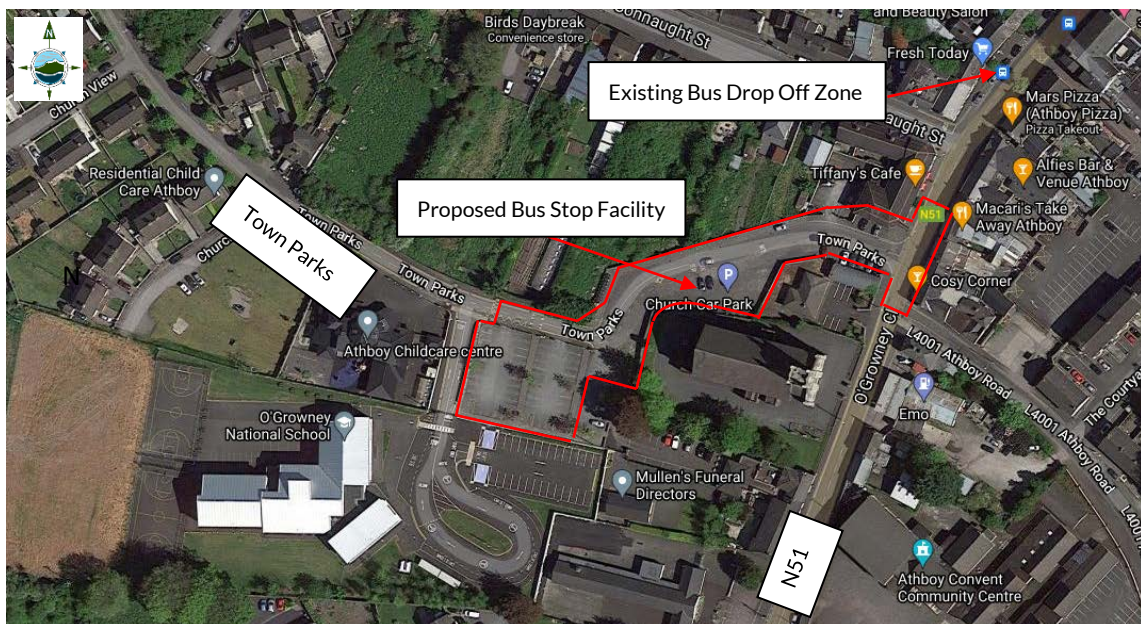 N
Birds Daybreak
Convenience store
Connaught St
and Beauty Salon
Fresh Today
Existing Bus Drop Off Zone
Church View
Mars Pizza
(Athboy Pizza)
Pizza Takeout
naught St
Residential Child
Care Athboy
Tiffany's Cafe
Alfies Bar &
Venue Athboy
Proposed Bus Stop Facility
N51
Macari's Take
Away Athboy
Town Parks
Town Parks
Church
Town Parks
N
Town Parks
P
Church Car Park
Cosy Corner
Town Parks
Athboy Childcare centre
O'Growney C
L4001 Athboy Road
The Courtya
Emo
L4001 Athboy Road
O'Growney
National School
Mullen's Funeral
Directors
L400
N51
Athboy Convent
Community Centre